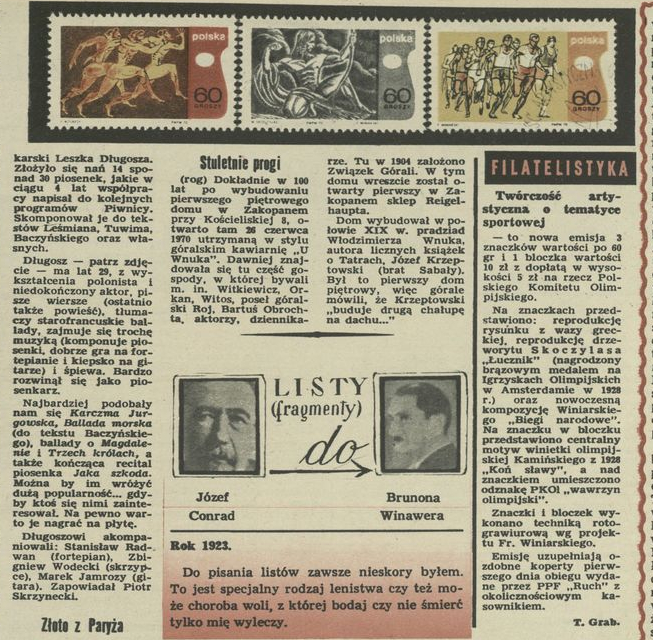 polska
60
GROSZY
polska
60
GROSZY
polska
60
GROSZY
karski Leszka Długosza.
Złożyło się nań 14 spo-
nad 30 piosenek, jakie w
ciągu 4 lat współpra-
cy napisał do kolejnych
programów Piwnicy.
Skomponował je do tek-
stów Leśmiana, Tuwima,
Baczyńskiego oraz wła-
snych.
Długosz — patrz zdję-
cie — ma lat 29, z wy-
kształcenia polonista i
niedokończony aktor, pi-
sze wiersze (ostatnio
także powieść), tłuma-
czy starofrancuskie bal-
lady, zajmuje się trochę
muzyką (komponuje pio-
senki, dobrze gra na for-
tepianie i kiepsko na gi-
tarze) i śpiewa. Bardzo
rozwinął się jako pio-
senkarz.
Najbardziej podobały
nam się Karczma Jur-
gowska, Ballada morska
(do tekstu Baczyńskie-
go), ballady o Magdale-
nie i Trzech królach, a
także kończąca recital
piosenka Jaka szkoda.
Można by im wróżyć
dużą popularność... gdy-
by ktoś się nimi zainte-
resował. Na pewno war-
to je nagrać na płytę.
Długoszowi akompa-
niowali: Stanisław Rad-
wan (fortepian), Zbi-
gniew Wodecki (skrzyp-
ce), Marek Jamrozy (gi-
tara). Zapowiadał Piotr
Skrzynecki.
Złoto z Paryża
Stuletnie progi
(rog) Dokładnie w 100
lat po wybudowaniu
pierwszego piętrowego
domu w Zakopanem
przy Kościelskiej 8, o-
twarto tam 26 czerwca
1970 utrzymaną w stylu
góralskim kawiarnię „U
Wnuka". Dawniej znaj-
dowała się tu część go-
spody, w której bywali
m. in. Witkiewicz, Or-
kan, Witos, poseł góral-
ski Roj, Bartuś Obroch-
ta, aktorzy, dziennika-
rze. Tu w 1904 założono
Związek Górali. W tym
domu wreszcie został o-
twarty pierwszy w Za-
kopanem sklep Reigel-
haupta.
Dom wybudował w po-
łowie XIX w. pradziad
Włodzimierza Wnuka,
autora licznych książek
o Tatrach, Józef Krzep-
towski (brat Sabały).
Był to pierwszy dom
piętrowy, więc górale
mówili, że Krzeptowski
„buduje drugą chałupę
na dachu..."
LISTY
(fragmenty)
do
Józef
Conrad
Brunona
Winawera
Rok 1923.
Do pisania listów zawsze nieskory byłem.
To jest specjalny rodzaj lenistwa czy też mo-
że choroba woli, z której bodaj czy nie śmierć
tylko mię wyleczy.
FILATELISTYKA
Twórczość arty-
styczna o tematyce
sportowej
— to nowa emisja 3
znaczków wartości po 60
gr i 1 bloczka wartości
10 zł z dopłatą w wyso-
kości 5 zł na rzecz Pol-
skiego Komitetu Olim-
pijskiego.
Na znaczkach przed-
stawiono: reprodukcję
rysunku z wazy grec-
kiej, reprodukcję drze-
worytu Skoczylasa
„Łucznik" (nagrodzony
brązowym medalem na
Igrzyskach Olimpijskich
w Amsterdamie w 1928
r.) oraz nowoczesną
kompozycję Winiarskie-
go „Biegi narodowe".
Na znaczku w bloczku
przedstawiono centralny
motyw winietki olimpij-
skiej Kamińskiego z 1928
„Koń sławy", a nad
znaczkiem umieszczono
odznakę PKOl „wawrzyn
olimpijski".
Znaczki i bloczek wy-
konano techniką roto-
grawiurową wg projek-
tu Fr. Winiarskiego.
Emisję uzupełniają o-
zdobne koperty pierw-
szego dnia obiegu wyda-
ne przez PPF „Ruch" z
okolicznościowym ka-
sownikiem.
T. Grab.